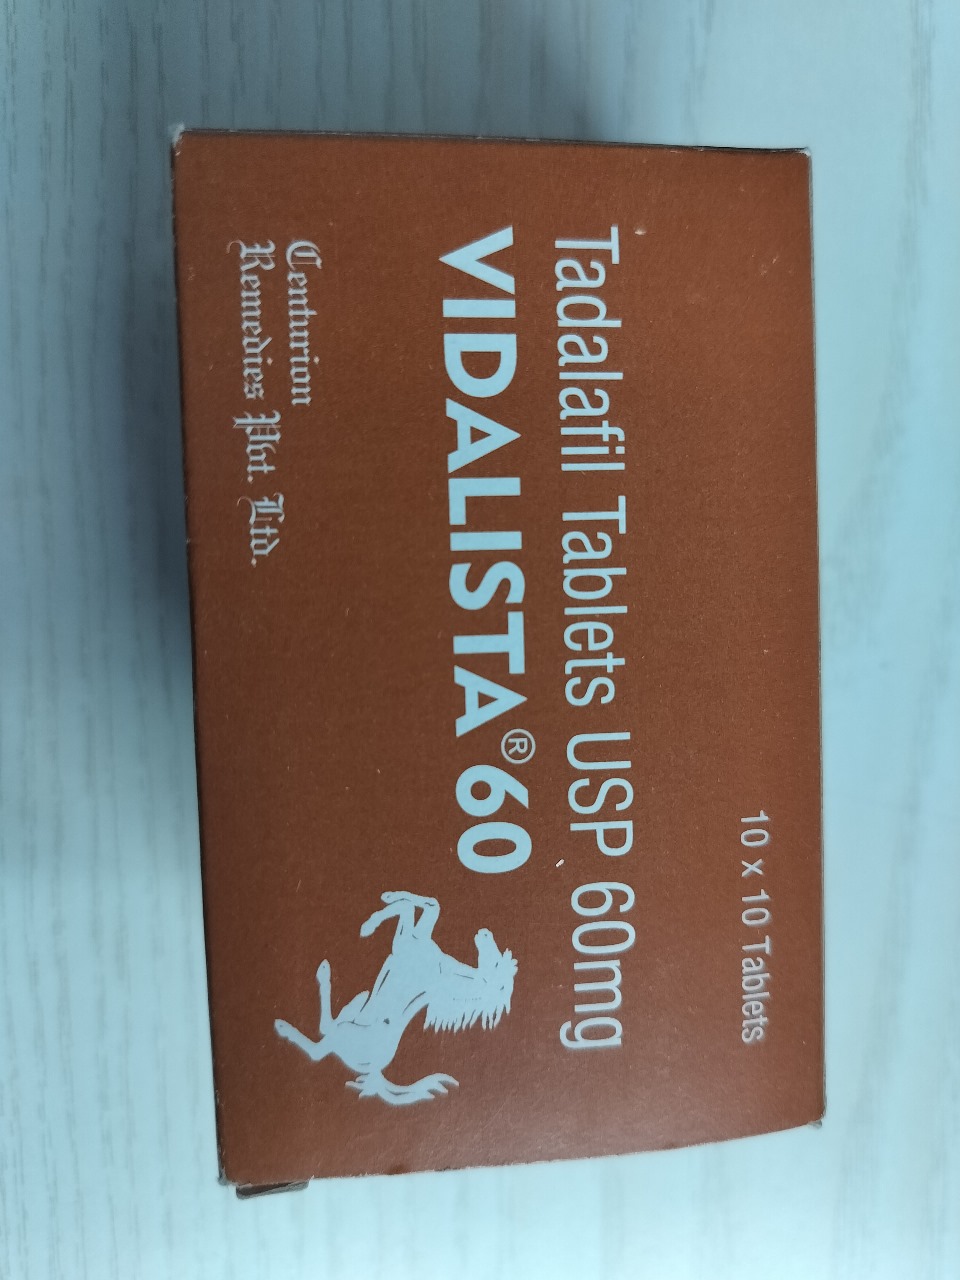 10 x 10 Tablets
Tadalafil Tablets USP 60mg
VIDALISTA® 60
Centurion
Remedies Pvt. Ltd.